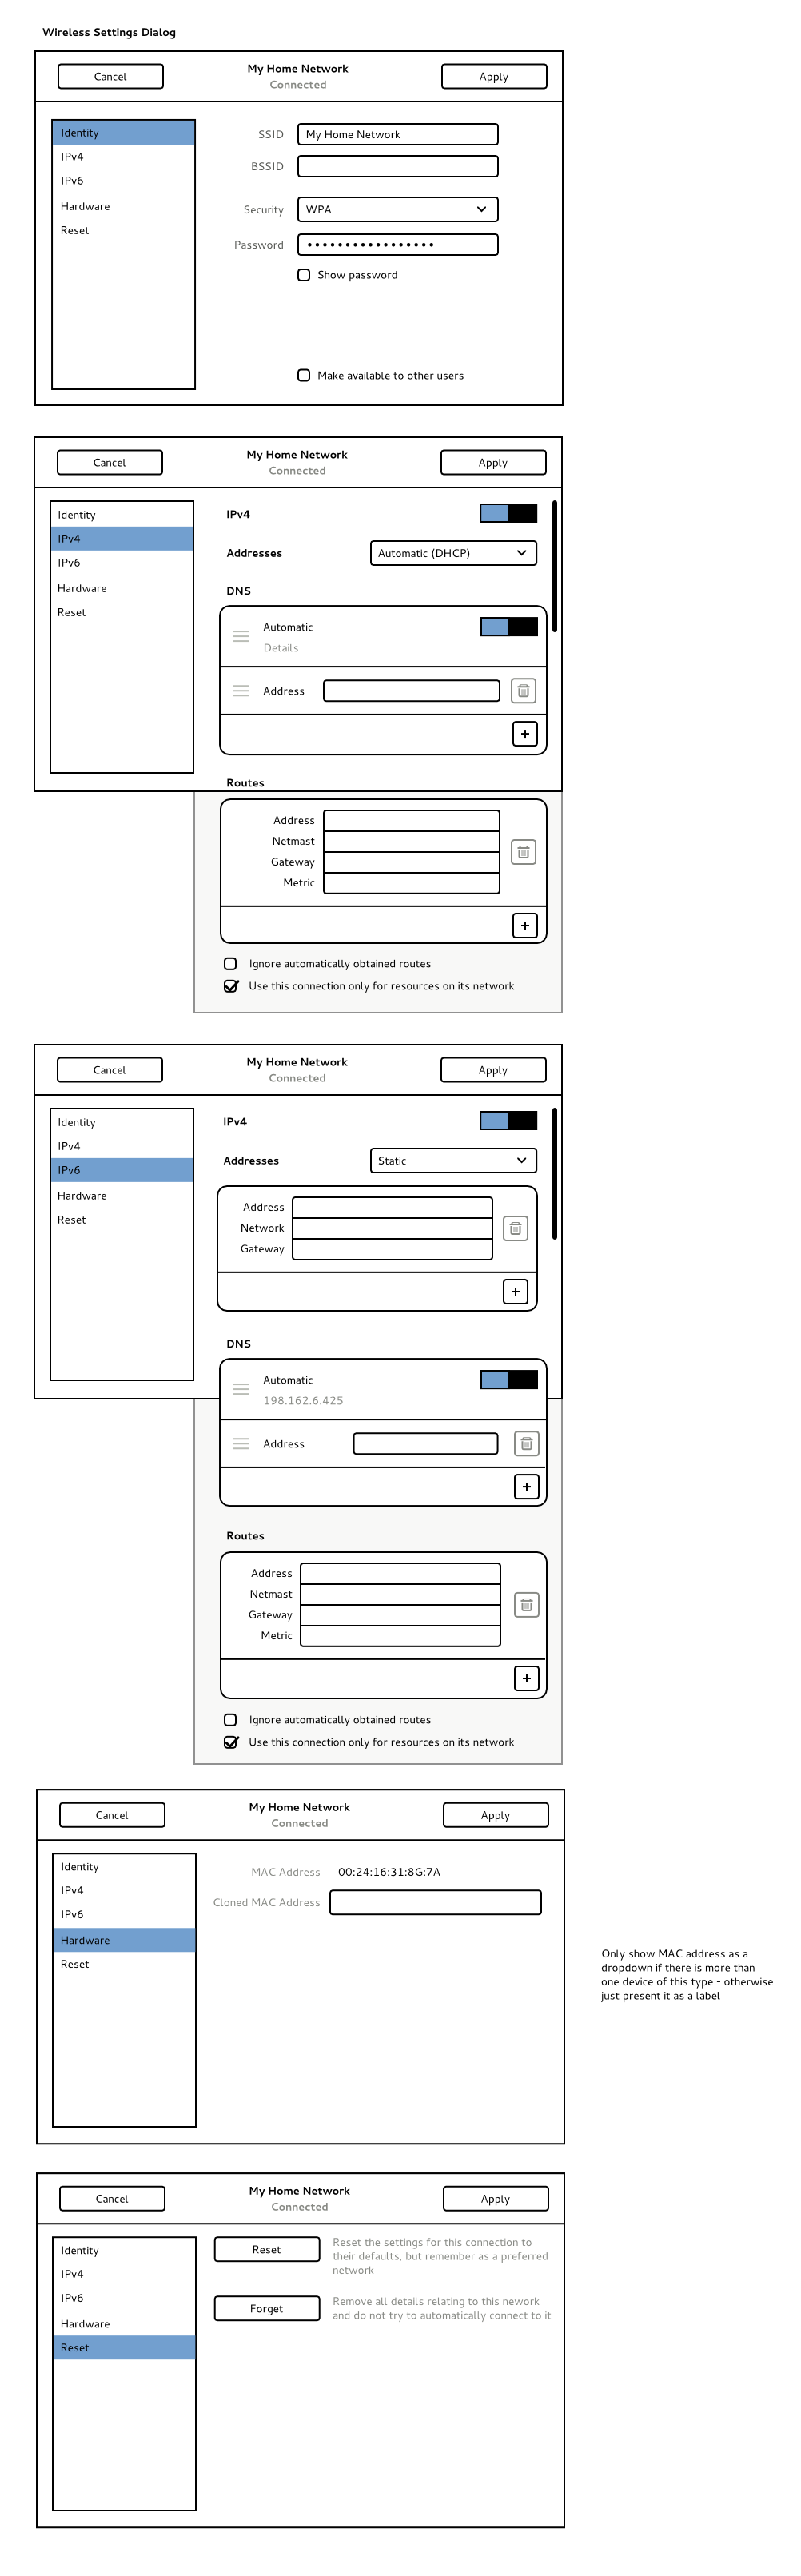 Wireless Settings Dialog
Cancel
My Home Network
Connected
Apply
Identity
IPv4
IPv6
Hardware
Reset
SSID
My Home Network
BSSID
Security
WPA
Password
Show password
Make available to other users
Cancel
My Home Network
Connected
Apply
Identity
IPv4
IPv6
Hardware
Reset
IPv4
Addresses
Automatic (DHCP)
DNS
Automatic
Details
Address
+
Routes
Address
Netmast
Gateway
Metric
+
Ignore automatically obtained routes
Use this connection only for resources on its network
Cancel
My Home Network
Connected
Apply
Identity
IPv4
IPv6
Hardware
Reset
IPv4
Addresses
Static
Address
Network
Gateway
+
DNS
Automatic
198.162.6.425
Address
+
Routes
Address
Netmast
Gateway
Metric
+
Ignore automatically obtained routes
Use this connection only for resources on its network
Cancel
My Home Network
Connected
Apply
Identity
IPv4
IPv6
Hardware
Reset
MAC Address
00:24:16:31:8G:7A
Cloned MAC Address
Only show MAC address as a
dropdown if there is more than
one device of this type - otherwise
just present it as a label
Cancel
My Home Network
Connected
Apply
Identity
IPv4
IPv6
Hardware
Reset
Reset
Reset the settings for this connection to
their defaults, but remember as a preferred
network
Forget
Remove all details relating to this nework
and do not try to automatically connect to it